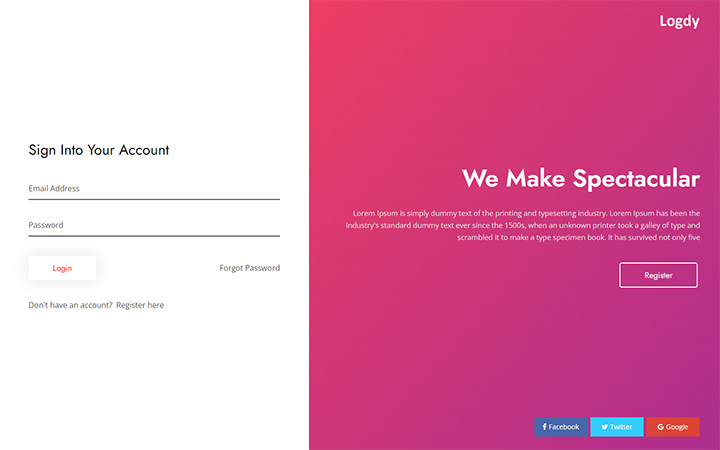 Sign Into Your Account
Email Address
Password
Login
Forgot Password
Don't have an account? Register here
Logdy
We Make Spectacular
Lorem Ipsum is simply dummy text of the printing and typesetting industry. Lorem Ipsum has been the
industry's standard dummy text ever since the 1500s, when an unknown printer took a galley of type and
scrambled it to make a type specimen book. It has survived not only five
Register
Facebook
Twitter
Google